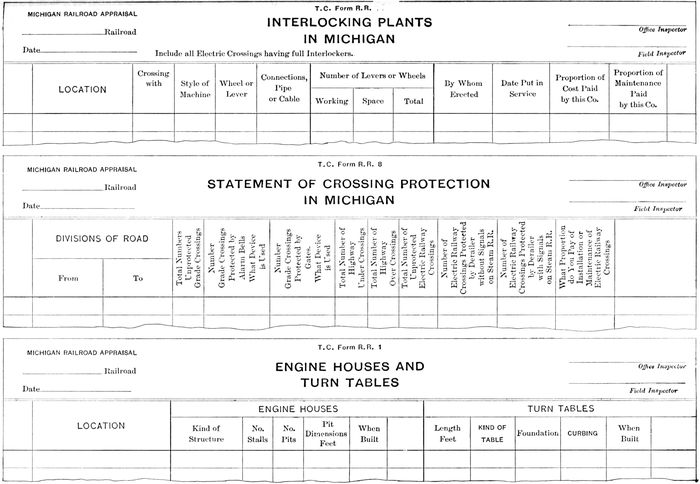 T.C. Form R.R. ..
MICHIGAN RAILROAD APPRAISAL
INTERLOCKING PLANTS
IN MICHIGAN
Railroad
Date
Include all Electric Crossings having full Interlockers.
Office Inspector
Field Inspector
LOCATION
Crossing
with
Style of
Machine
Wheel or
Lever
Connections,
Pipe
or Cable
Number of Levers or Wheels
Working
Space
Total
By Whom
Erected
Date Put in
Service
Proportion of
Cost Paid
by this Co.
Proportion of
Maintenance
Paid
by this Co.
T.C. Form R.R. 8
MICHIGAN RAILROAD APPRAISAL
STATEMENT OF CROSSING PROTECTION
IN MICHIGAN
Railroad
Date
Office Inspector
Field Inspector
DIVISIONS OF ROAD
From
To
Total Numbers
Unprotected
Grade Crossings
Number
Grade Crossings
Protected by
Alarm Bells
What Device
is Used
Number
Grade Crossings
Protected by
Gates.
What Device
is Used
Total Number of
Highway
Under Crossings
Total Number of
Highway
Over Crossings
Total Number of
Unprotected
Electric Railway
Crossings
Number of
Electric Railway
Crossings Protected
by Derailer
without Signals
on Steam R.R.
Number of
Electric Railway
Crossings Protected
by Derailer
with Signals
on Steam R.R.
What Proportion
do You Pay of
Installation or
Maintenance of
Electric Railway
Crossings
T.C. Form R.R. 1
MICHIGAN RAILROAD APPRAISAL
ENGINE HOUSES AND
TURN TABLES
Railroad
Date
Office Inspector
Field Inspector
LOCATION
ENGINE HOUSES
Kind of
Structure
No.
Stalls
No.
Pits
Pit
Dimensions
Feet
When
Built
TURN TABLES
Length
Feet
KIND OF
TABLE
Foundation
CURBING
When
Built